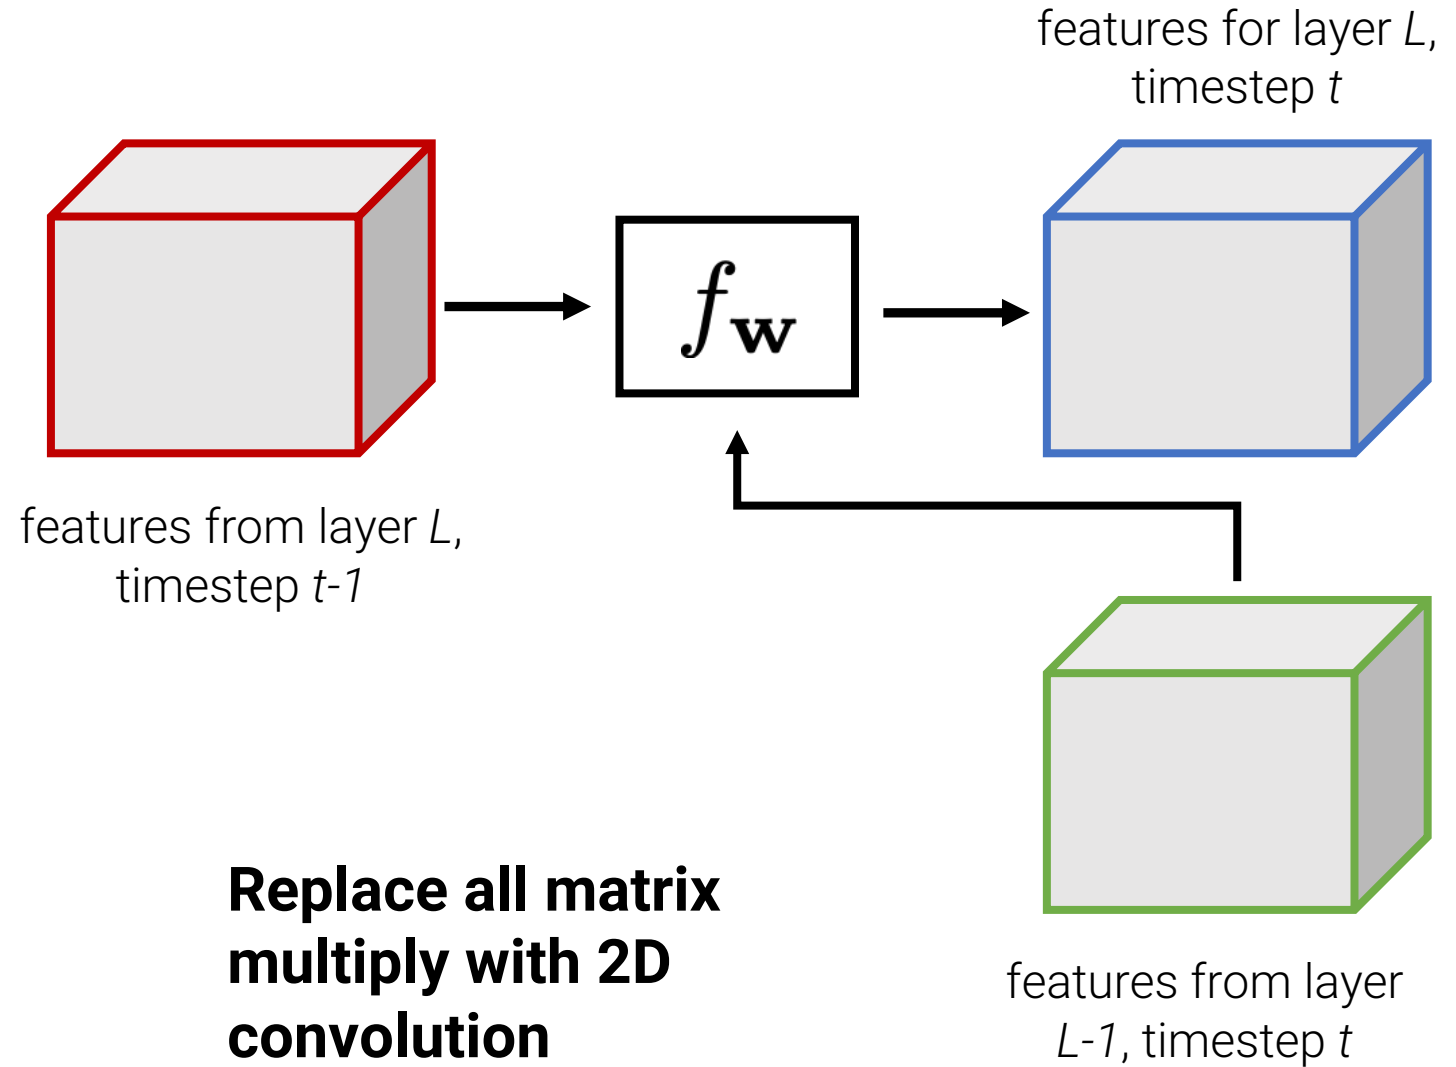 features for layer L,
timestep t
f_w
features from layer L,
timestep t-1
Replace all matrix
multiply with 2D
convolution
features from layer
L-1, timestep t